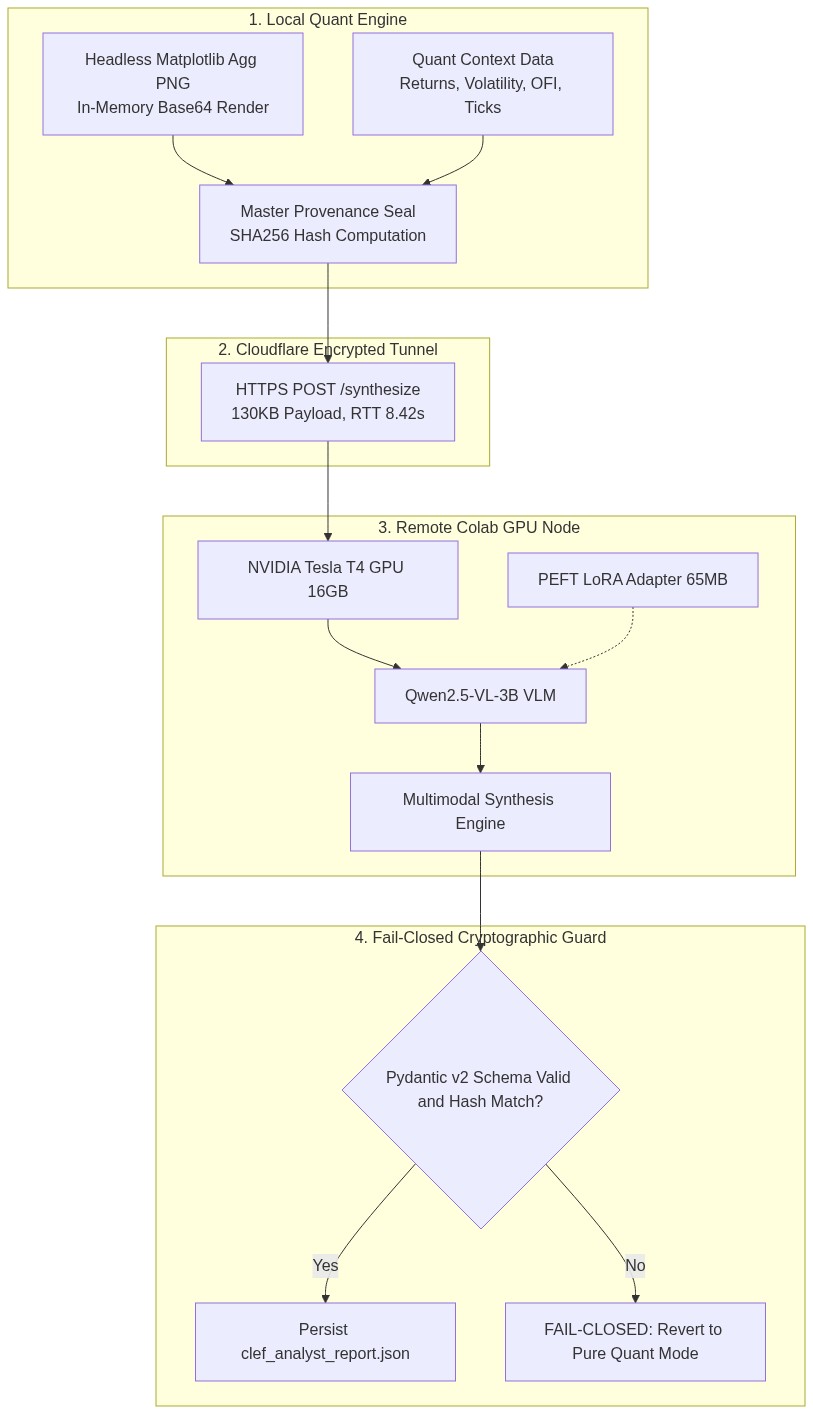 1. Local Quant Engine
Headless Matplotlib Agg
PNG
In-Memory Base64 Render
Quant Context Data
Returns, Volatility, OFI,
Ticks
Master Provenance Seal
SHA256 Hash Computation
2. Cloudflare Encrypted Tunnel
HTTPS POST /synthesize
130KB Payload, RTT 8.42s
3. Remote Colab GPU Node
NVIDIA Tesla T4 GPU
16GB
PEFT LoRA Adapter 65MB
Qwen2.5-VL-3B VLM
Multimodal Synthesis
Engine
4. Fail-Closed Cryptographic Guard
Pydantic v2 Schema Valid
and Hash Match?
Yes
No
Persist
clef_analyst_report.json
FAIL-CLOSED: Revert to
Pure Quant Mode